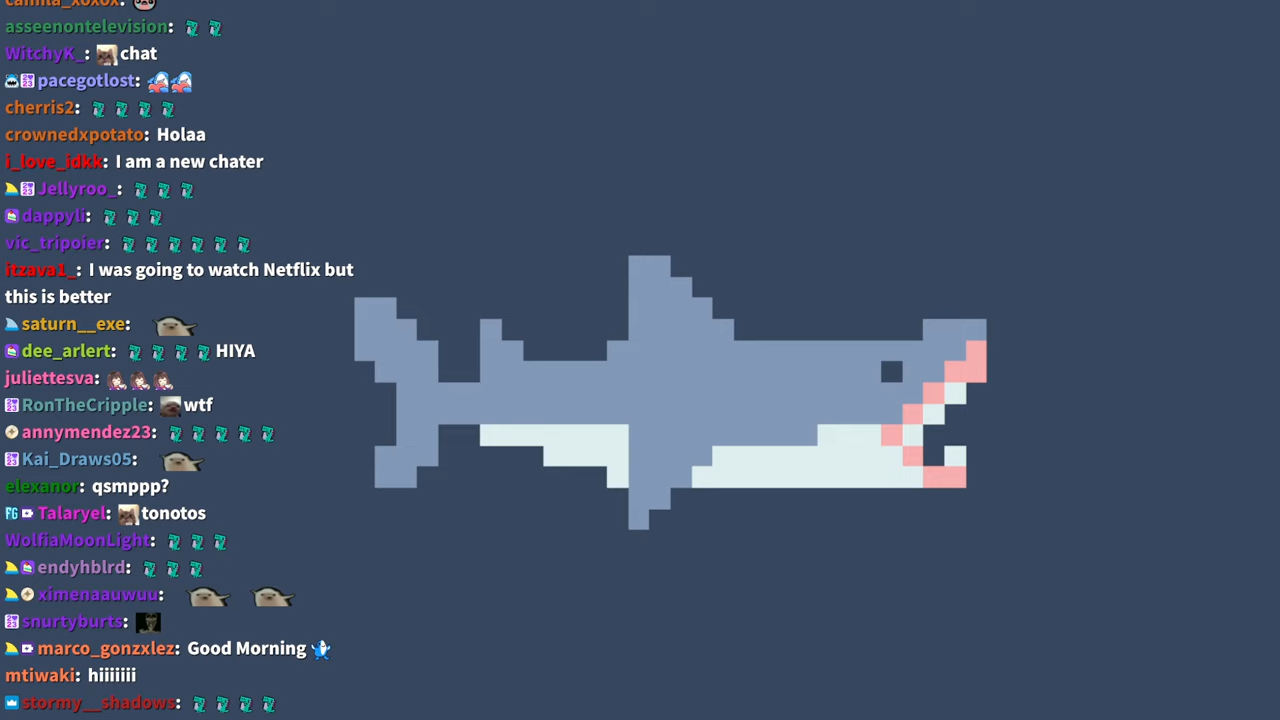 camila_xoxox:
asseenontelevision:
WitchyK_: chat
pacegotlost:
cherris2:
crownedxpotato: Holaa
i_love_idkk: I am a new chater
Jellyroo_:
dappyli:
vic_tripoier:
itzava1_: I was going to watch Netflix but
this is better
saturn__exe:
dee_arlert: HIYA
juliettesva:
RonTheCripple: wtf
annymendez23:
Kai_Draws05:
elexanor: qsmppp?
FG Talaryel: tonotos
WolfiaMoonLight:
endyhblrd:
ximenaauwuu:
snurtyburts:
marco_gonzxlez: Good Morning
mtiwaki: hiiiiiii
stormy__shadows: